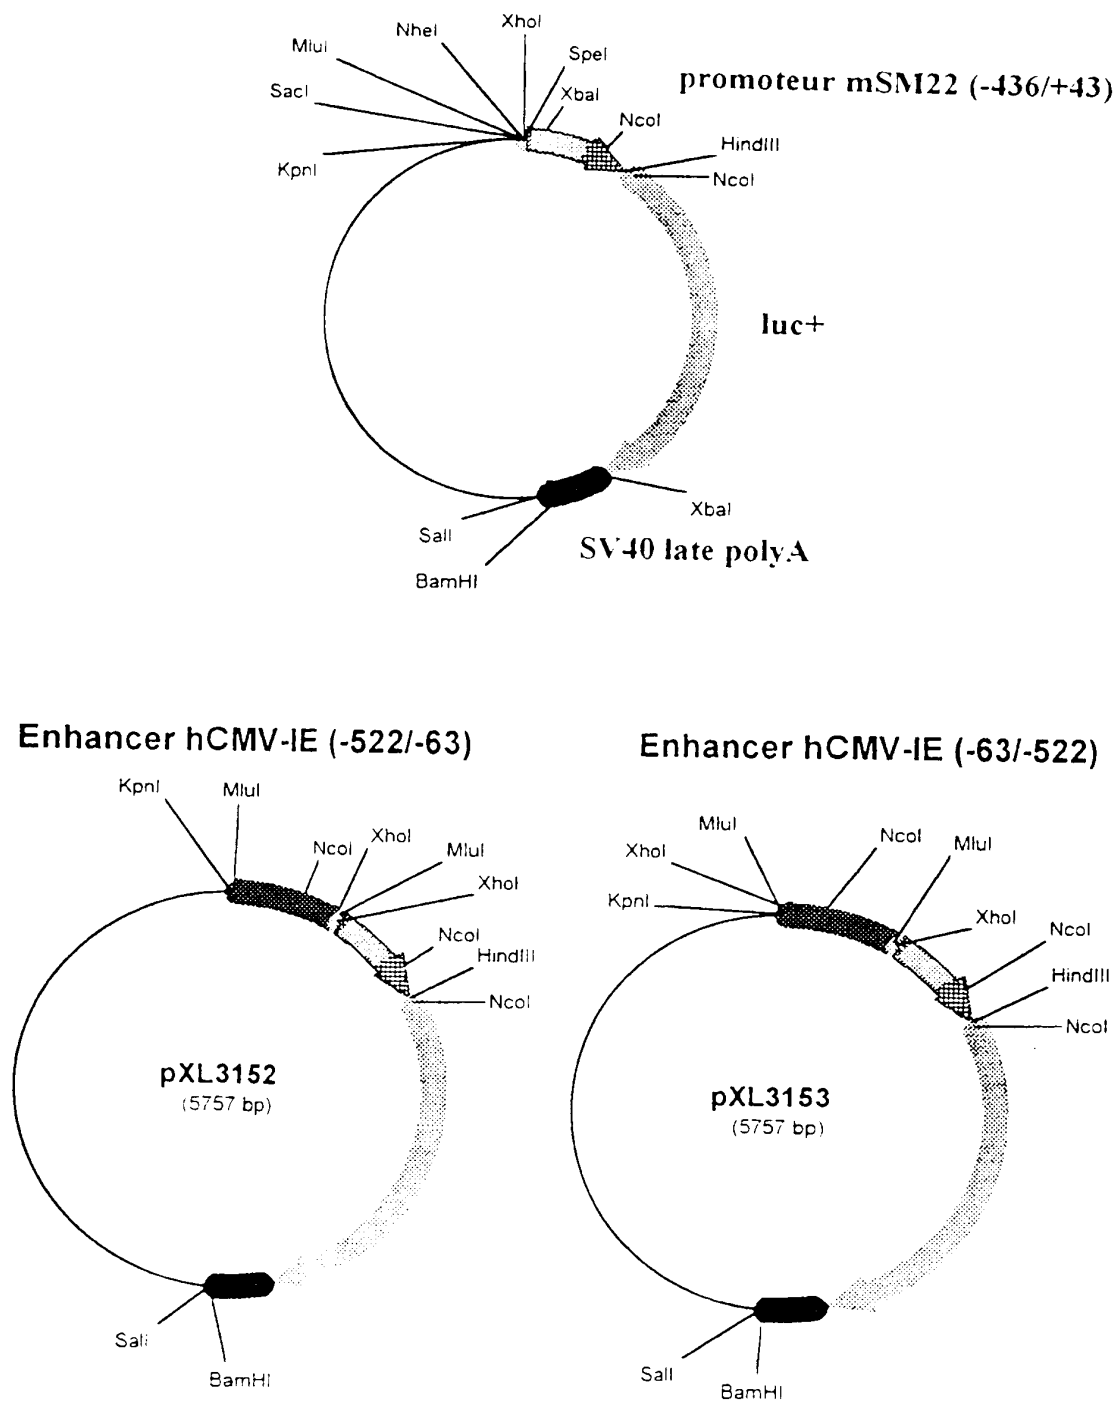 XhoI
NheI
SpeI
MluI
promoteur mSM22 (-436/+43)
SacI
XbaI
NcoI
HindIII
KpnI
NcoI
luc+
XbaI
SalI
SV40 late polyA
BamHI
Enhancer hCMV-IE (-522/-63)
KpnI
MluI
NcoI
XhoI
MluI
XhoI
NcoI
HindIII
NcoI
pXL3152
(5757 bp)
SalI
BamHI
Enhancer hCMV-IE (-63/-522)
MluI
NcoI
MluI
XhoI
KpnI
XhoI
NcoI
HindIII
NcoI
pXL3153
(5757 bp)
SalI
BamHI